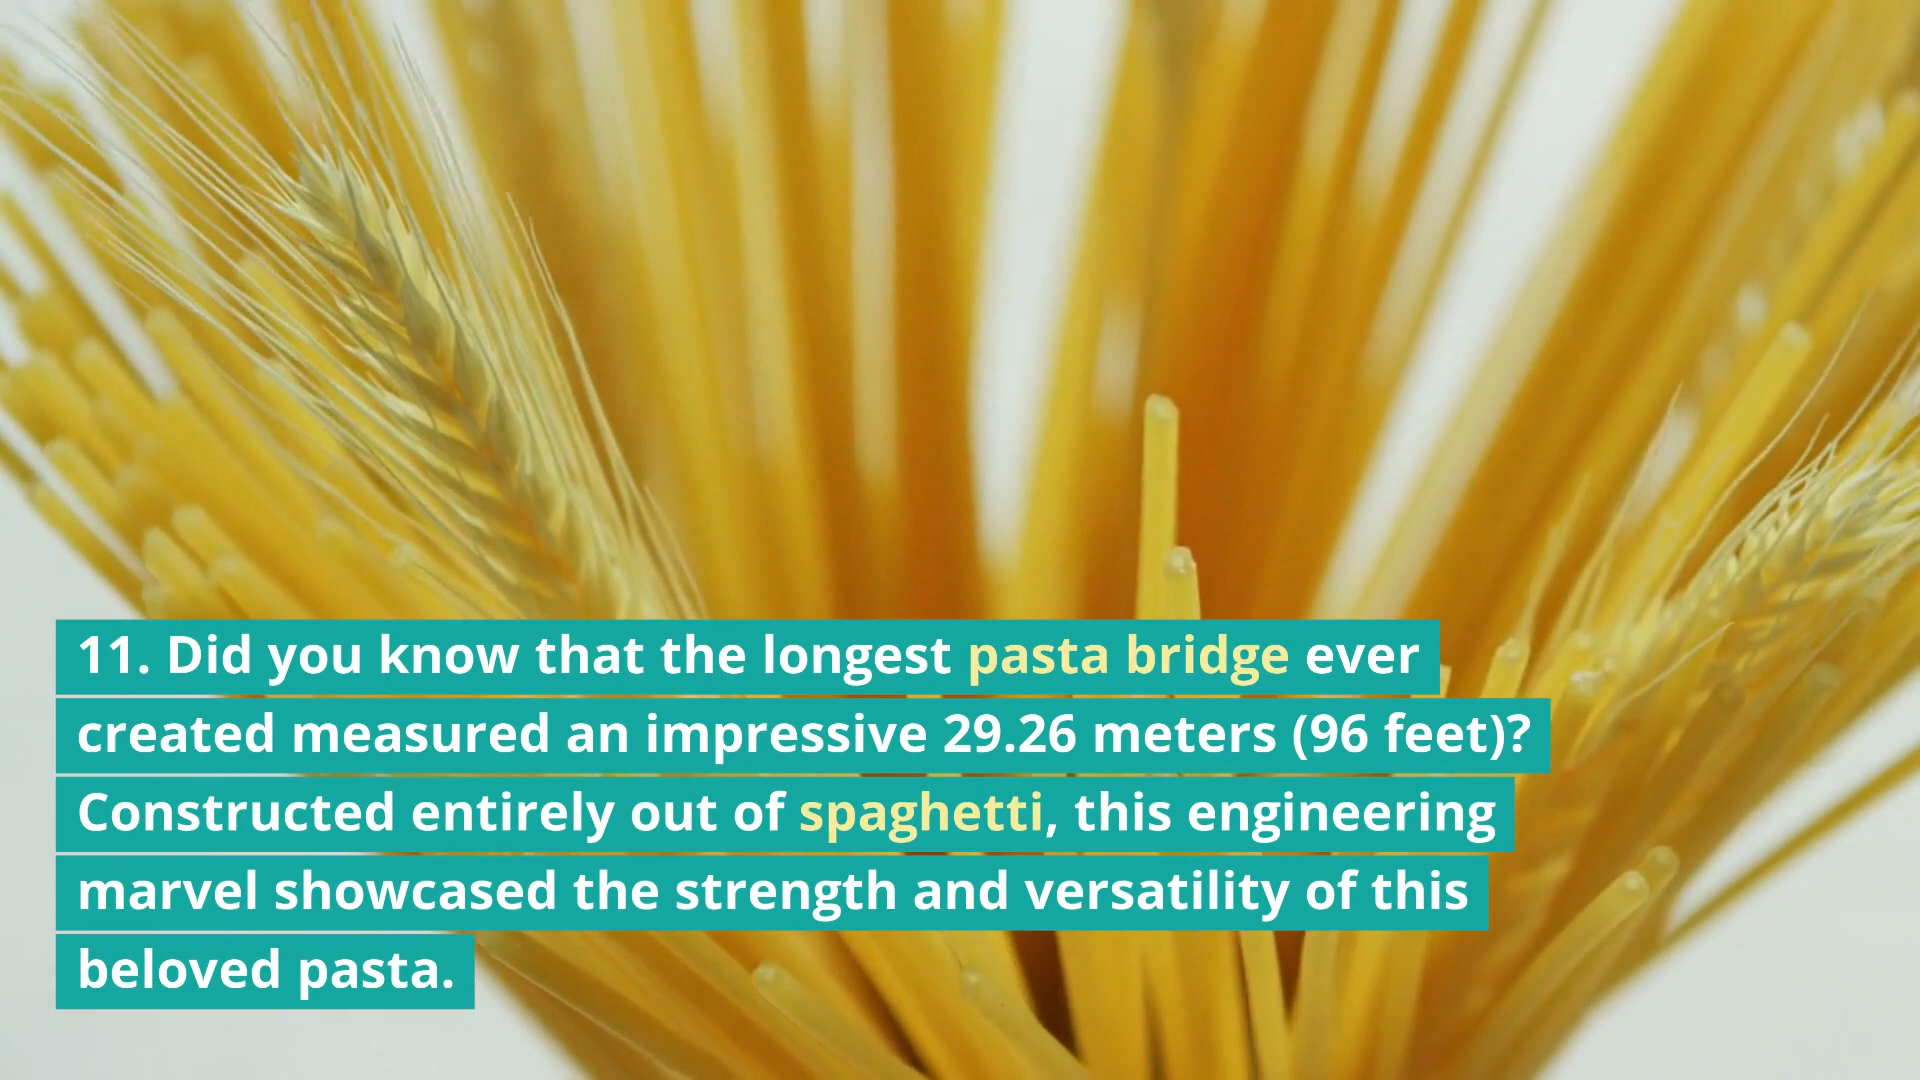 11. Did you know that the longest pasta bridge ever
created measured an impressive 29.26 meters (96 feet)?
Constructed entirely out of spaghetti, this engineering
marvel showcased the strength and versatility of this
beloved pasta.